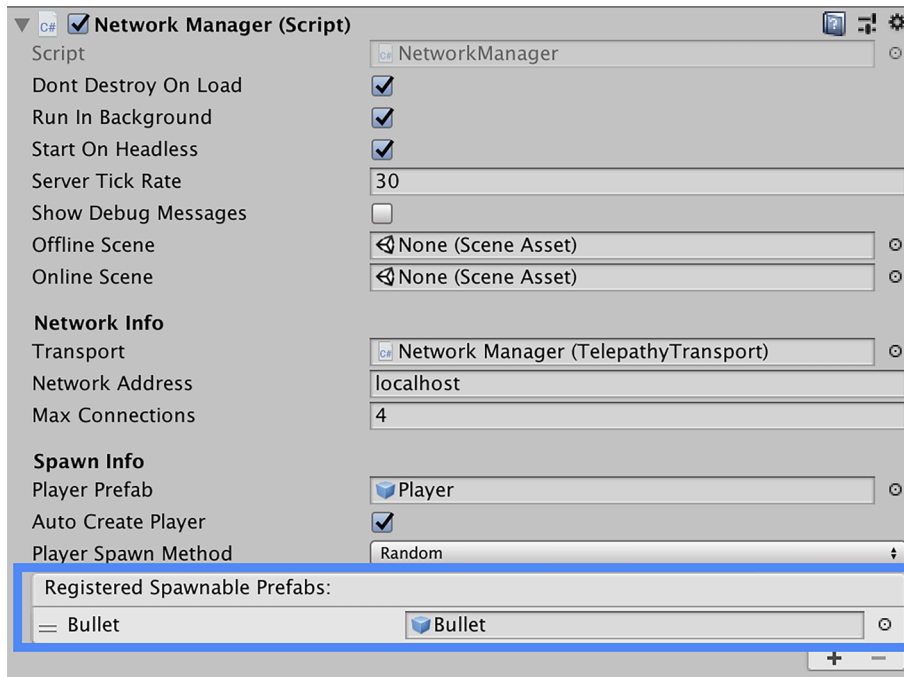 C# Network Manager (Script)
Script C# NetworkManager
Dont Destroy On Load
Run In Background
Start On Headless
Server Tick Rate 30
Show Debug Messages
Offline Scene None (Scene Asset)
Online Scene None (Scene Asset)
Network Info
Transport C# Network Manager (TelepathyTransport)
Network Address localhost
Max Connections 4
Spawn Info
Player Prefab Player
Auto Create Player
Player Spawn Method Random
Registered Spawnable Prefabs:
Bullet Bullet
+ −